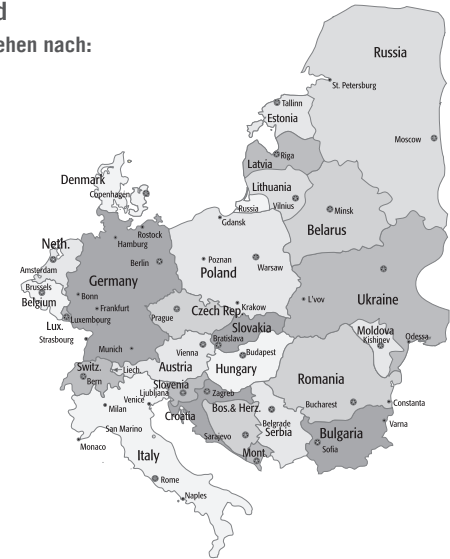 d
ehen nach:
Russia
St. Petersburg
Tallinn
Estonia
Moscow
Riga
Latvia
Denmark
Copenhagen
Lithuania
Vilnius
Russia
Minsk
Gdansk
Belarus
Rostock
Hamburg
Neth.
Berlin
Poznan
Warsaw
Amsterdam
Poland
Germany
Brussels
Bonn
L'vov
Ukraine
Belgium
Frankfurt
Krakow
Czech Rep.
Luxembourg
Prague
Lux.
Slovakia
Moldova
Strasbourg
Bratislava
Kishigev
Odessa
Munich
Vienna
Budapest
Switz.
Liech.
Austria
Hungary
Bern
Slovenia
Romania
Ljubljana
Zagreb
Venice
Milan
Croatia
Bos.& Herz.
Bucharest
Constanta
San Marino
Belgrade
Varna
Monaco
Sarajevo
Serbia
Bulgaria
Italy
Mont.
Sofia
Rome
Naples